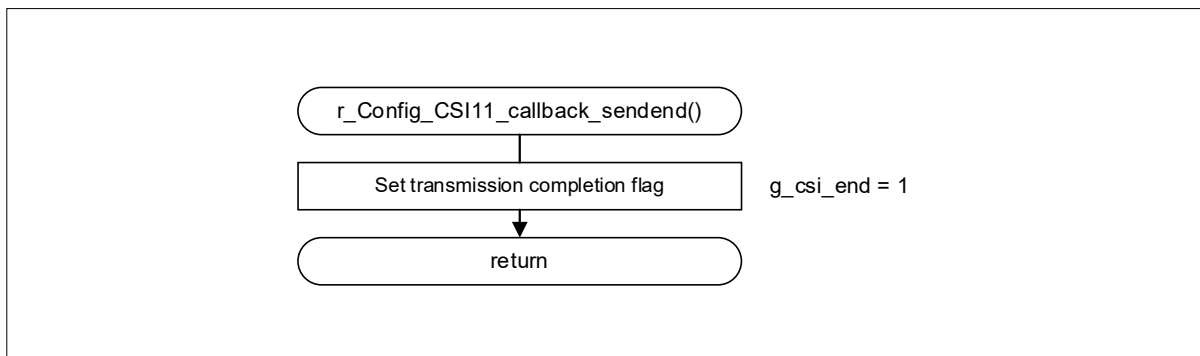 r_Config_CSI11_callback_sendend()
Set transmission completion flag
g_csi_end = 1
return